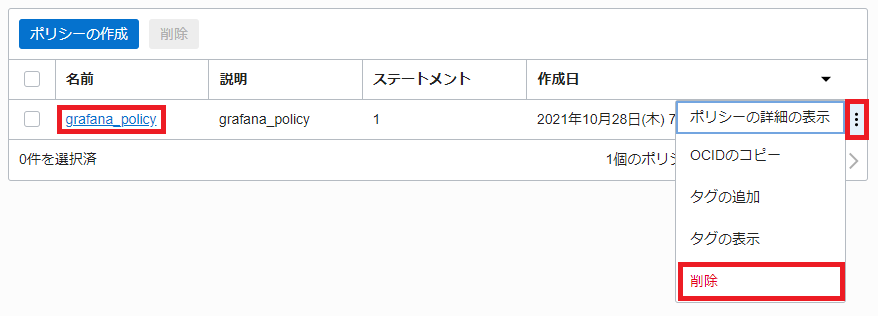 ポリシーの作成 削除
名前 説明 ステートメント 作成日
grafana_policy grafana_policy 1 2021年10月28日(木) 7
0件を選択済 1個のポリシ
ポリシーの詳細の表示
OCIDのコピー
タグの追加
タグの表示
削除